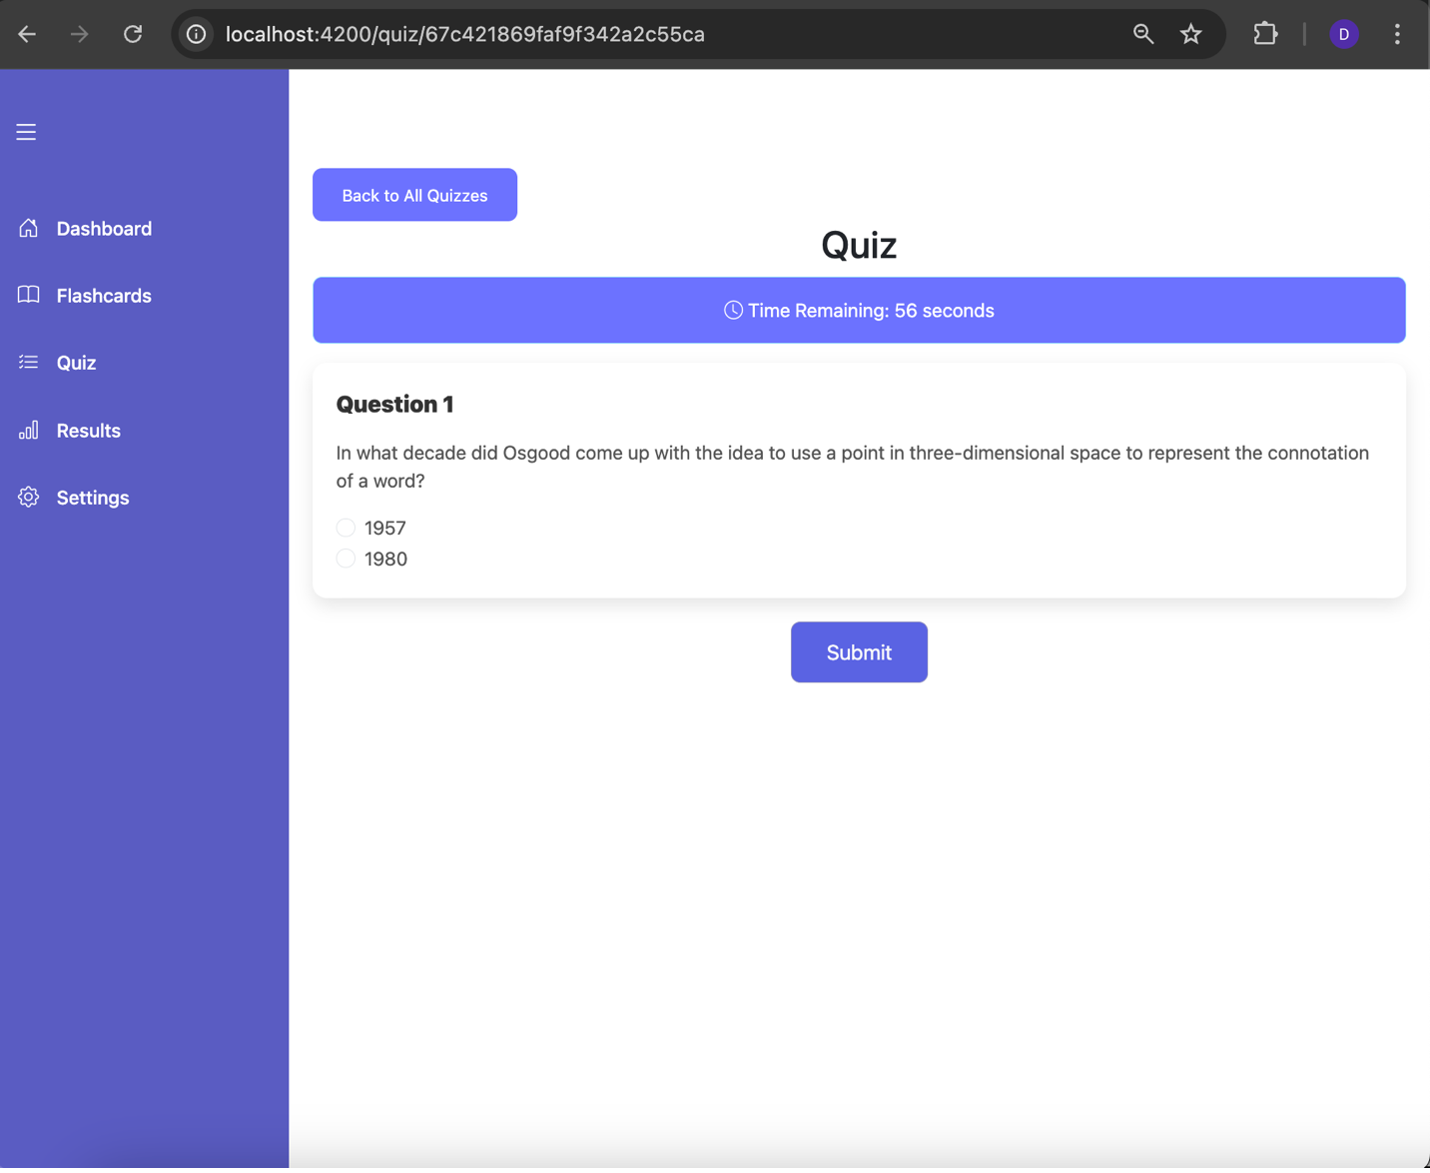 localhost:4200/quiz/67c421869faf9f342a2c55ca
D
Dashboard
Flashcards
Quiz
Results
Settings
Back to All Quizzes
Quiz
Time Remaining: 56 seconds
Question 1
In what decade did Osgood come up with the idea to use a point in three-dimensional space to represent the connotation
of a word?
1957
1980
Submit